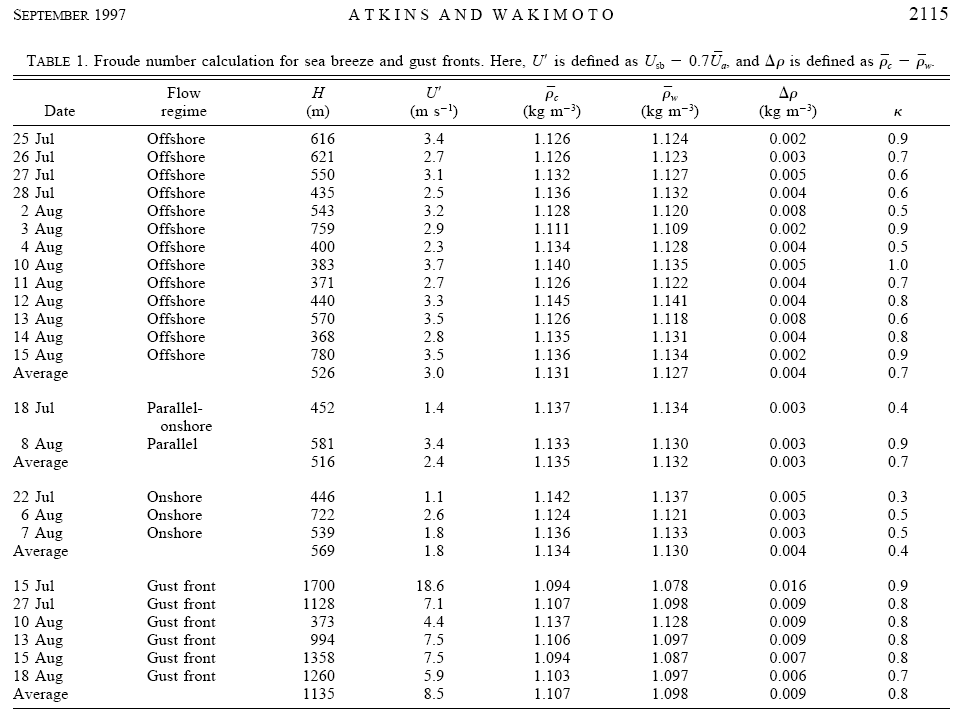 SEPTEMBER 1997 ATKINS AND WAKIMOTO 2115
TABLE 1. Froude number calculation for sea breeze and gust fronts. Here, U′ is defined as U_sb − 0.7Ū_a, and Δρ is defined as ρ̄_c − ρ̄_w.
Flow H U′ ρ̄_c ρ̄_w Δρ
Date regime (m) (m s⁻¹) (kg m⁻³) (kg m⁻³) (kg m⁻³) κ
25 Jul Offshore 616 3.4 1.126 1.124 0.002 0.9
26 Jul Offshore 621 2.7 1.126 1.123 0.003 0.7
27 Jul Offshore 550 3.1 1.132 1.127 0.005 0.6
28 Jul Offshore 435 2.5 1.136 1.132 0.004 0.6
2 Aug Offshore 543 3.2 1.128 1.120 0.008 0.5
3 Aug Offshore 759 2.9 1.111 1.109 0.002 0.9
4 Aug Offshore 400 2.3 1.134 1.128 0.004 0.5
10 Aug Offshore 383 3.7 1.140 1.135 0.005 1.0
11 Aug Offshore 371 2.7 1.126 1.122 0.004 0.7
12 Aug Offshore 440 3.3 1.145 1.141 0.004 0.8
13 Aug Offshore 570 3.5 1.126 1.118 0.008 0.6
14 Aug Offshore 368 2.8 1.135 1.131 0.004 0.8
15 Aug Offshore 780 3.5 1.136 1.134 0.002 0.9
Average 526 3.0 1.131 1.127 0.004 0.7
18 Jul Parallel- 452 1.4 1.137 1.134 0.003 0.4
onshore
8 Aug Parallel 581 3.4 1.133 1.130 0.003 0.9
Average 516 2.4 1.135 1.132 0.003 0.7
22 Jul Onshore 446 1.1 1.142 1.137 0.005 0.3
6 Aug Onshore 722 2.6 1.124 1.121 0.003 0.5
7 Aug Onshore 539 1.8 1.136 1.133 0.003 0.5
Average 569 1.8 1.134 1.130 0.004 0.4
15 Jul Gust front 1700 18.6 1.094 1.078 0.016 0.9
27 Jul Gust front 1128 7.1 1.107 1.098 0.009 0.8
10 Aug Gust front 373 4.4 1.137 1.128 0.009 0.8
13 Aug Gust front 994 7.5 1.106 1.097 0.009 0.8
15 Aug Gust front 1358 7.5 1.094 1.087 0.007 0.8
18 Aug Gust front 1260 5.9 1.103 1.097 0.006 0.7
Average 1135 8.5 1.107 1.098 0.009 0.8